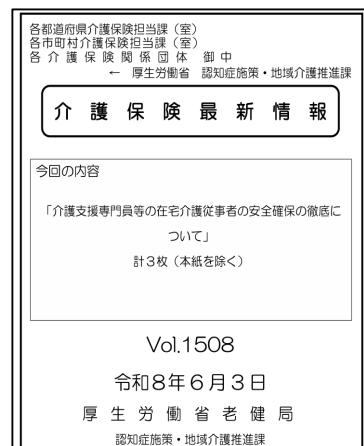 各都道府県介護保険担当課（室）
各市町村介護保険担当課（室）
各介護保険関係団体 御中
← 厚生労働省 認知症施策・地域介護推進課
介護保険最新情報
今回の内容
「介護支援専門員等の在宅介護従事者の安全確保の徹底に
ついて」
計３枚（本紙を除く）
Vol.1508
令和８年６月３日
厚生労働省老健局
認知症施策・地域介護推進課